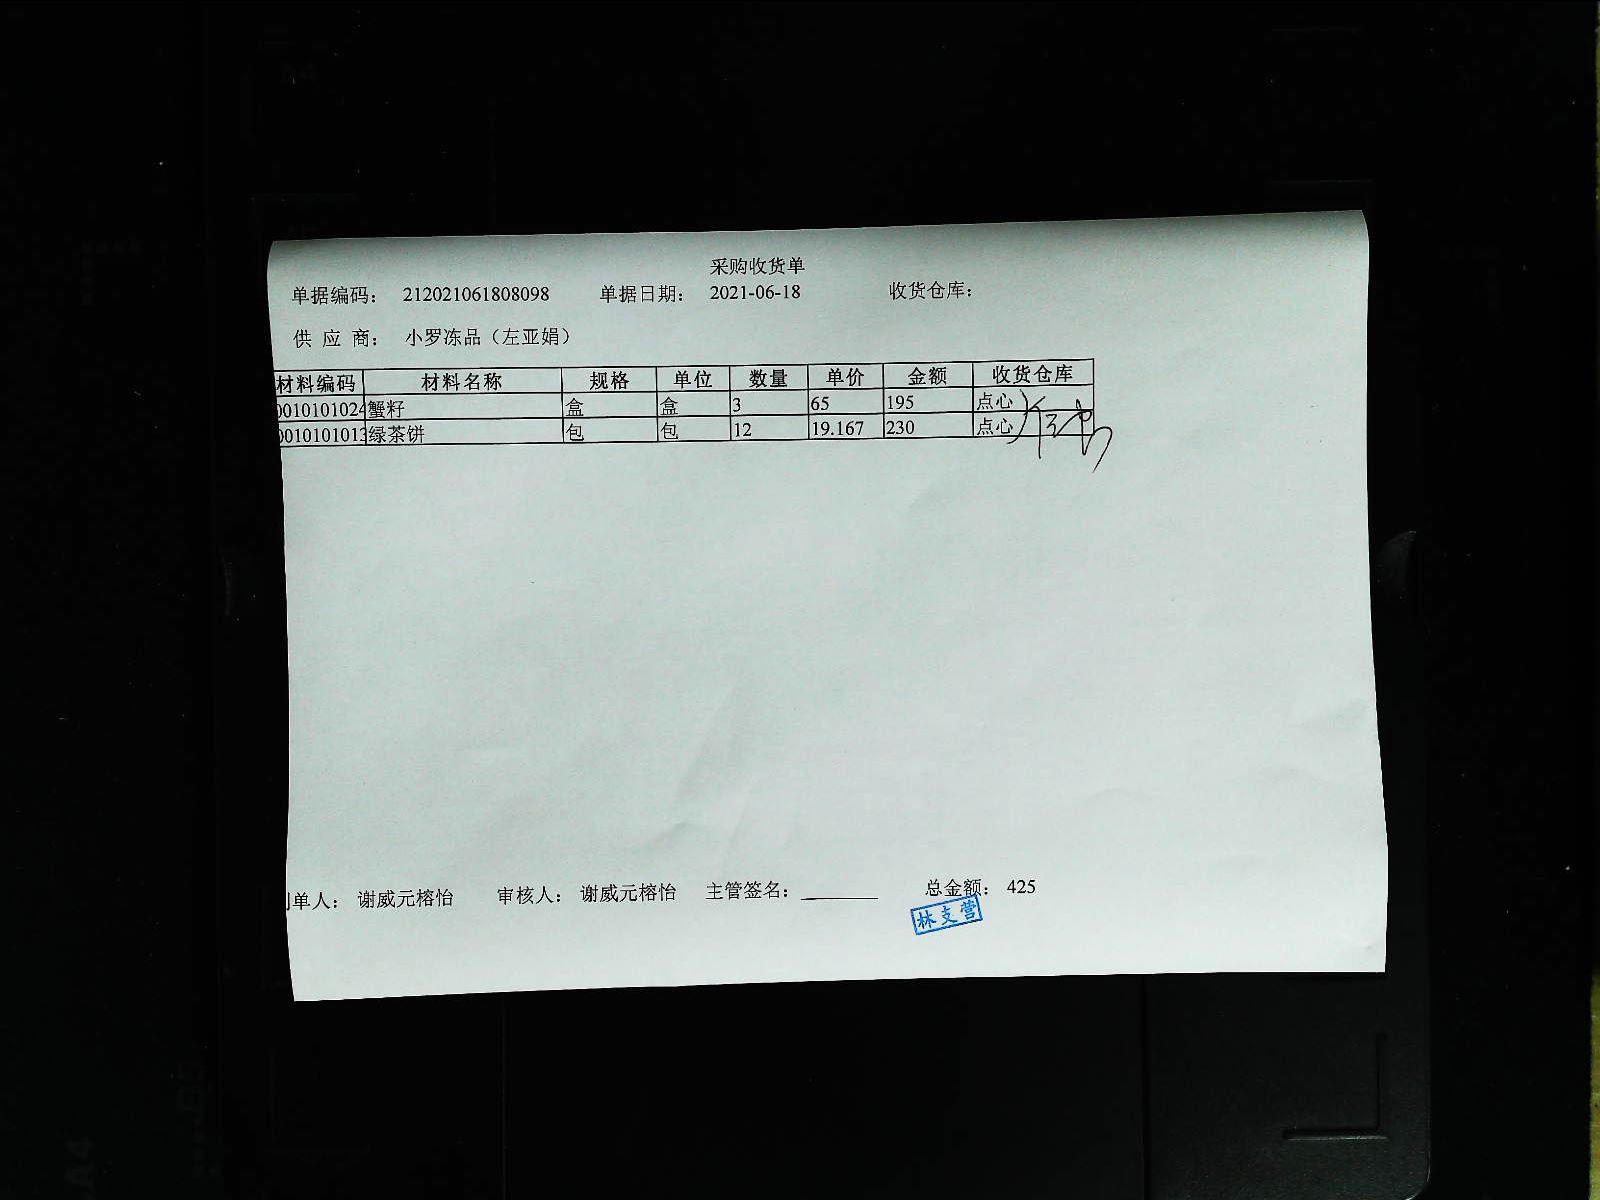 采购收货单
单据编码： 212021061808098 单据日期： 2021-06-18 收货仓库：
供 应 商： 小罗冻品（左亚娟）
材料编码 材料名称 规格 单位 数量 单价 金额 收货仓库
0010101024 蟹籽 盒 盒 3 65 195 点心
0010101013 绿茶饼 包 包 12 19.167 230 点心
制单人： 谢威元榕怡 审核人： 谢威元榕怡 主管签名： 总金额： 425
林支营